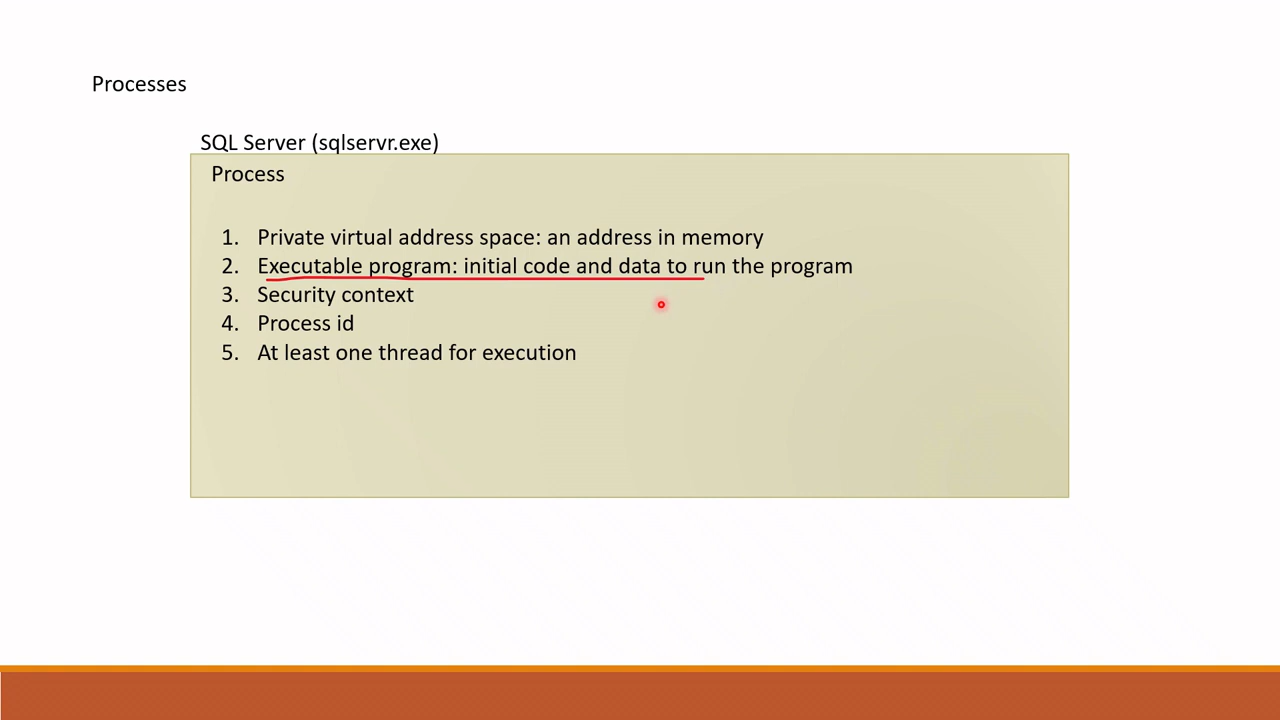 Processes
SQL Server (sqlservr.exe)
Process
1. Private virtual address space: an address in memory
2. Executable program: initial code and data to run the program
3. Security context
4. Process id
5. At least one thread for execution